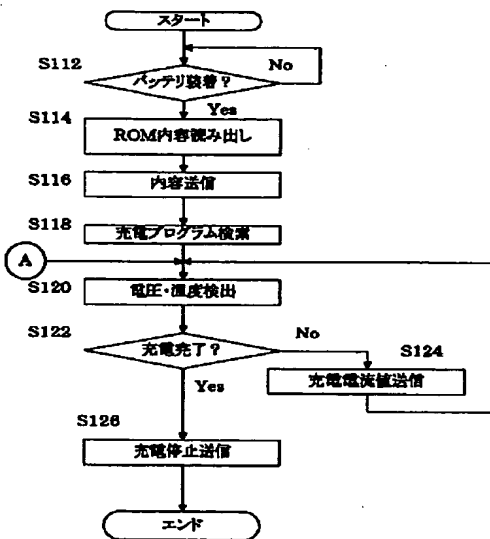 スタート
S112
バッテリ装着？
No
Yes
S114
ROM内容読み出し
S116
内容送信
S118
充電プログラム検索
A
S120
電圧・温度検出
S122
充電完了？
No
Yes
S124
充電電流値送信
S126
充電停止送信
エンド